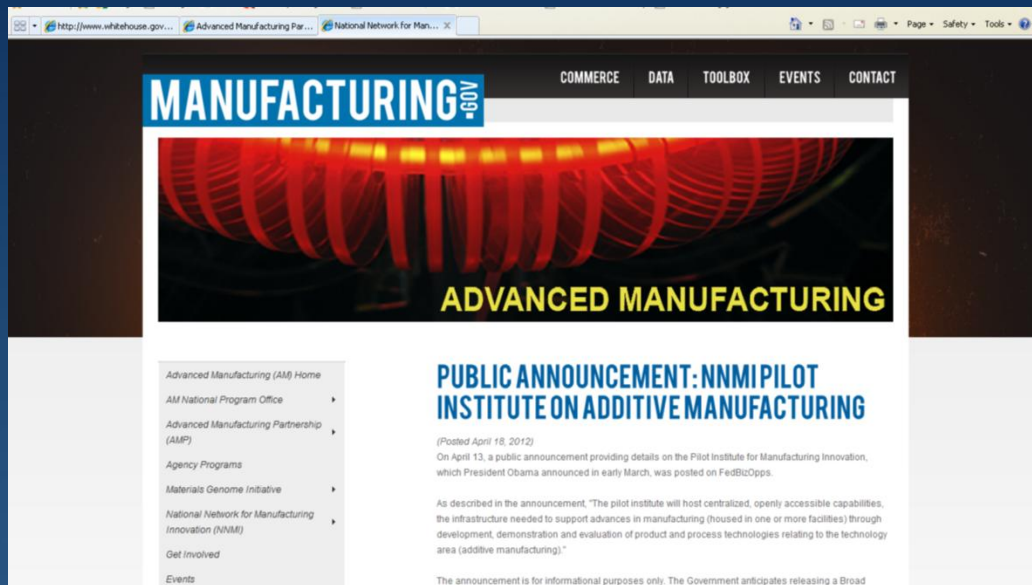 http://www.whitehouse.gov...
Advanced Manufacturing Par...
National Network for Man...
Page
Safety
Tools
MANUFACTURING.GOV
COMMERCE
DATA
TOOLBOX
EVENTS
CONTACT
ADVANCED MANUFACTURING
Advanced Manufacturing (AM) Home
AM National Program Office
Advanced Manufacturing Partnership
(AMP)
Agency Programs
Materials Genome Initiative
National Network for Manufacturing
Innovation (NNMI)
Get Involved
Events
PUBLIC ANNOUNCEMENT: NNMI PILOT
INSTITUTE ON ADDITIVE MANUFACTURING
(Posted April 18, 2012)
On April 13, a public announcement providing details on the Pilot Institute for Manufacturing Innovation,
which President Obama announced in early March, was posted on FedBizOpps.
As described in the announcement, "The pilot institute will host centralized, openly accessible capabilities,
the infrastructure needed to support advances in manufacturing (housed in one or more facilities) through
development, demonstration and evaluation of product and process technologies relating to the technology
area (additive manufacturing)."
The announcement is for informational purposes only. The Government anticipates releasing a Broad